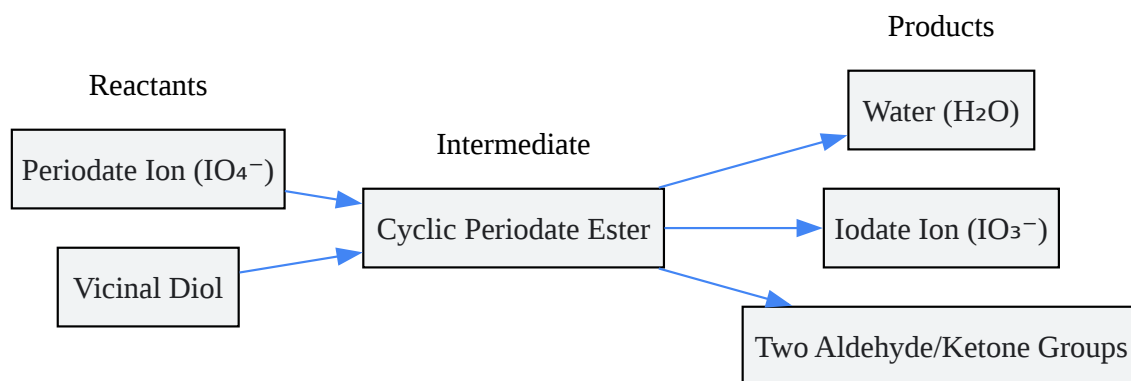 Reactants
Periodate Ion (IO₄⁻)
Vicinal Diol
Intermediate
Cyclic Periodate Ester
Products
Water (H₂O)
Iodate Ion (IO₃⁻)
Two Aldehyde/Ketone Groups